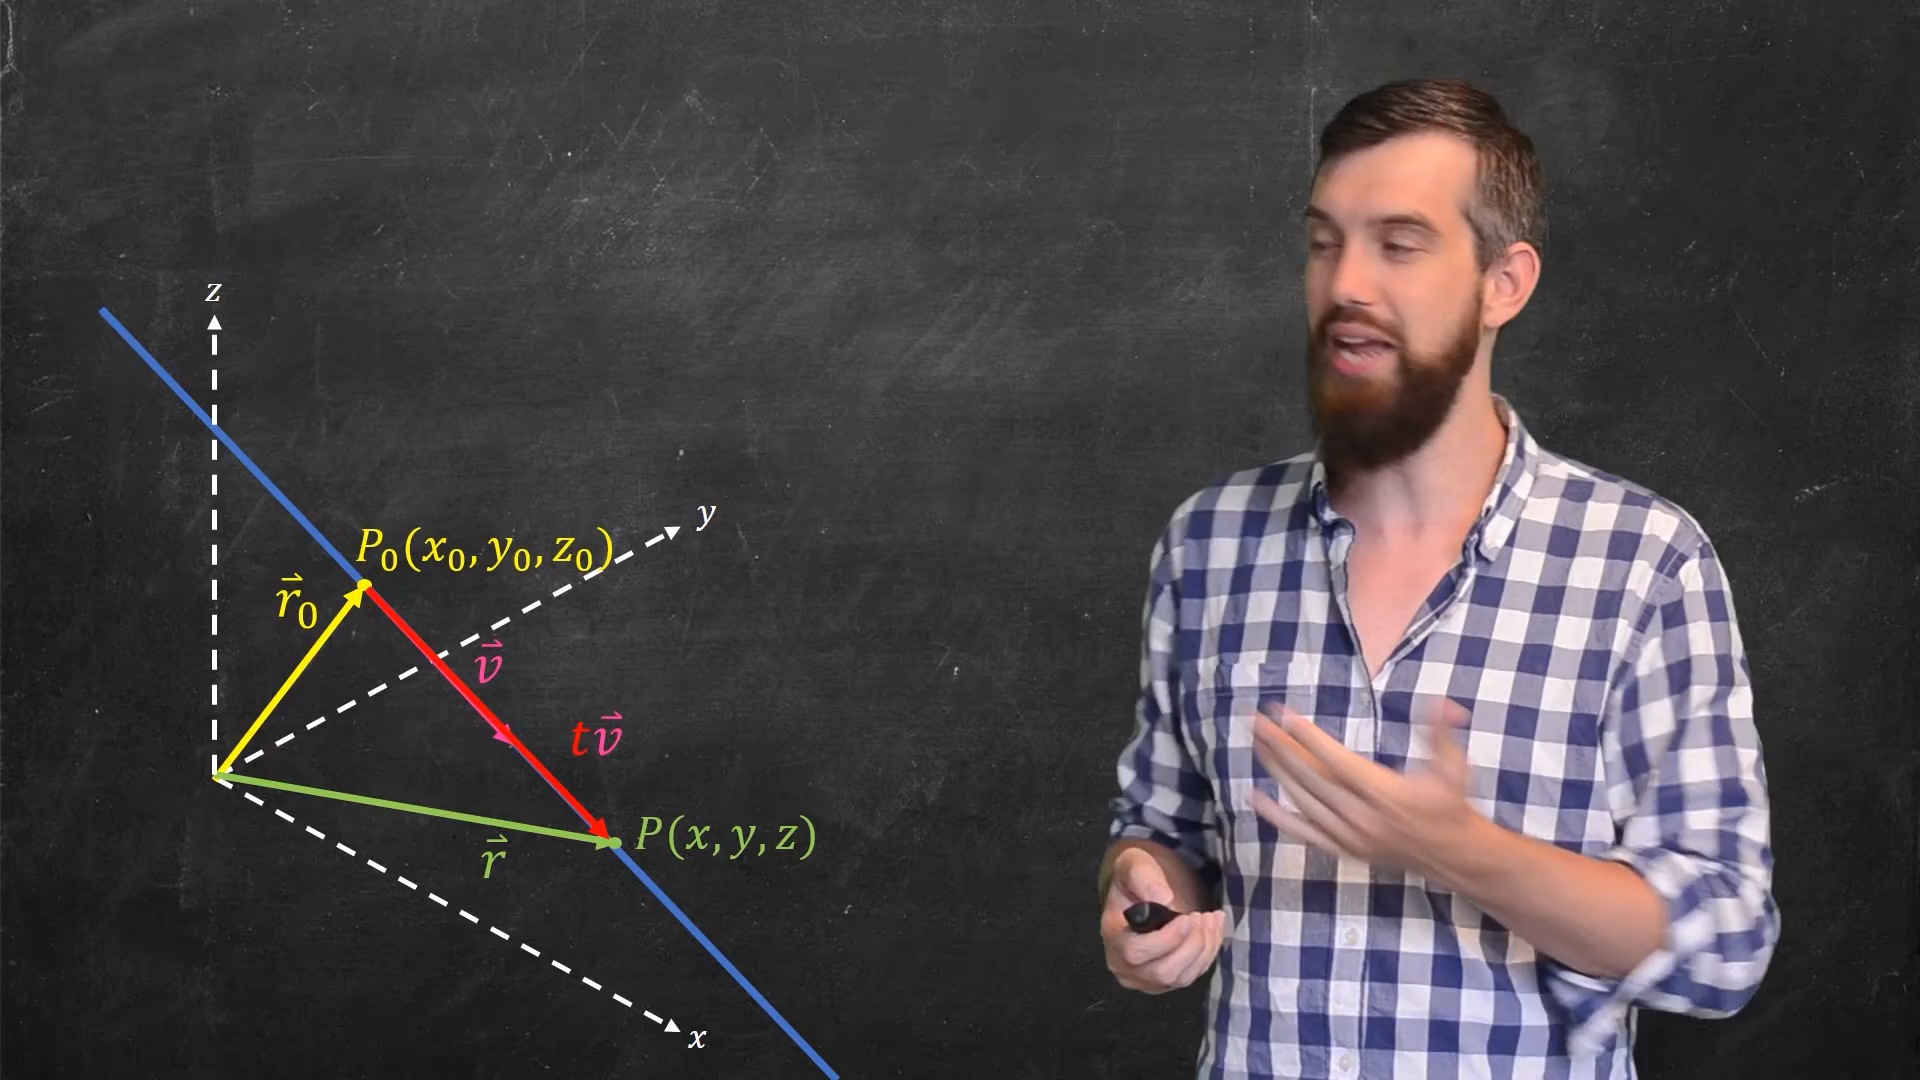 z
y
P₀(x₀, y₀, z₀)
r⃗₀
v⃗
tv⃗
P(x, y, z)
r⃗
x